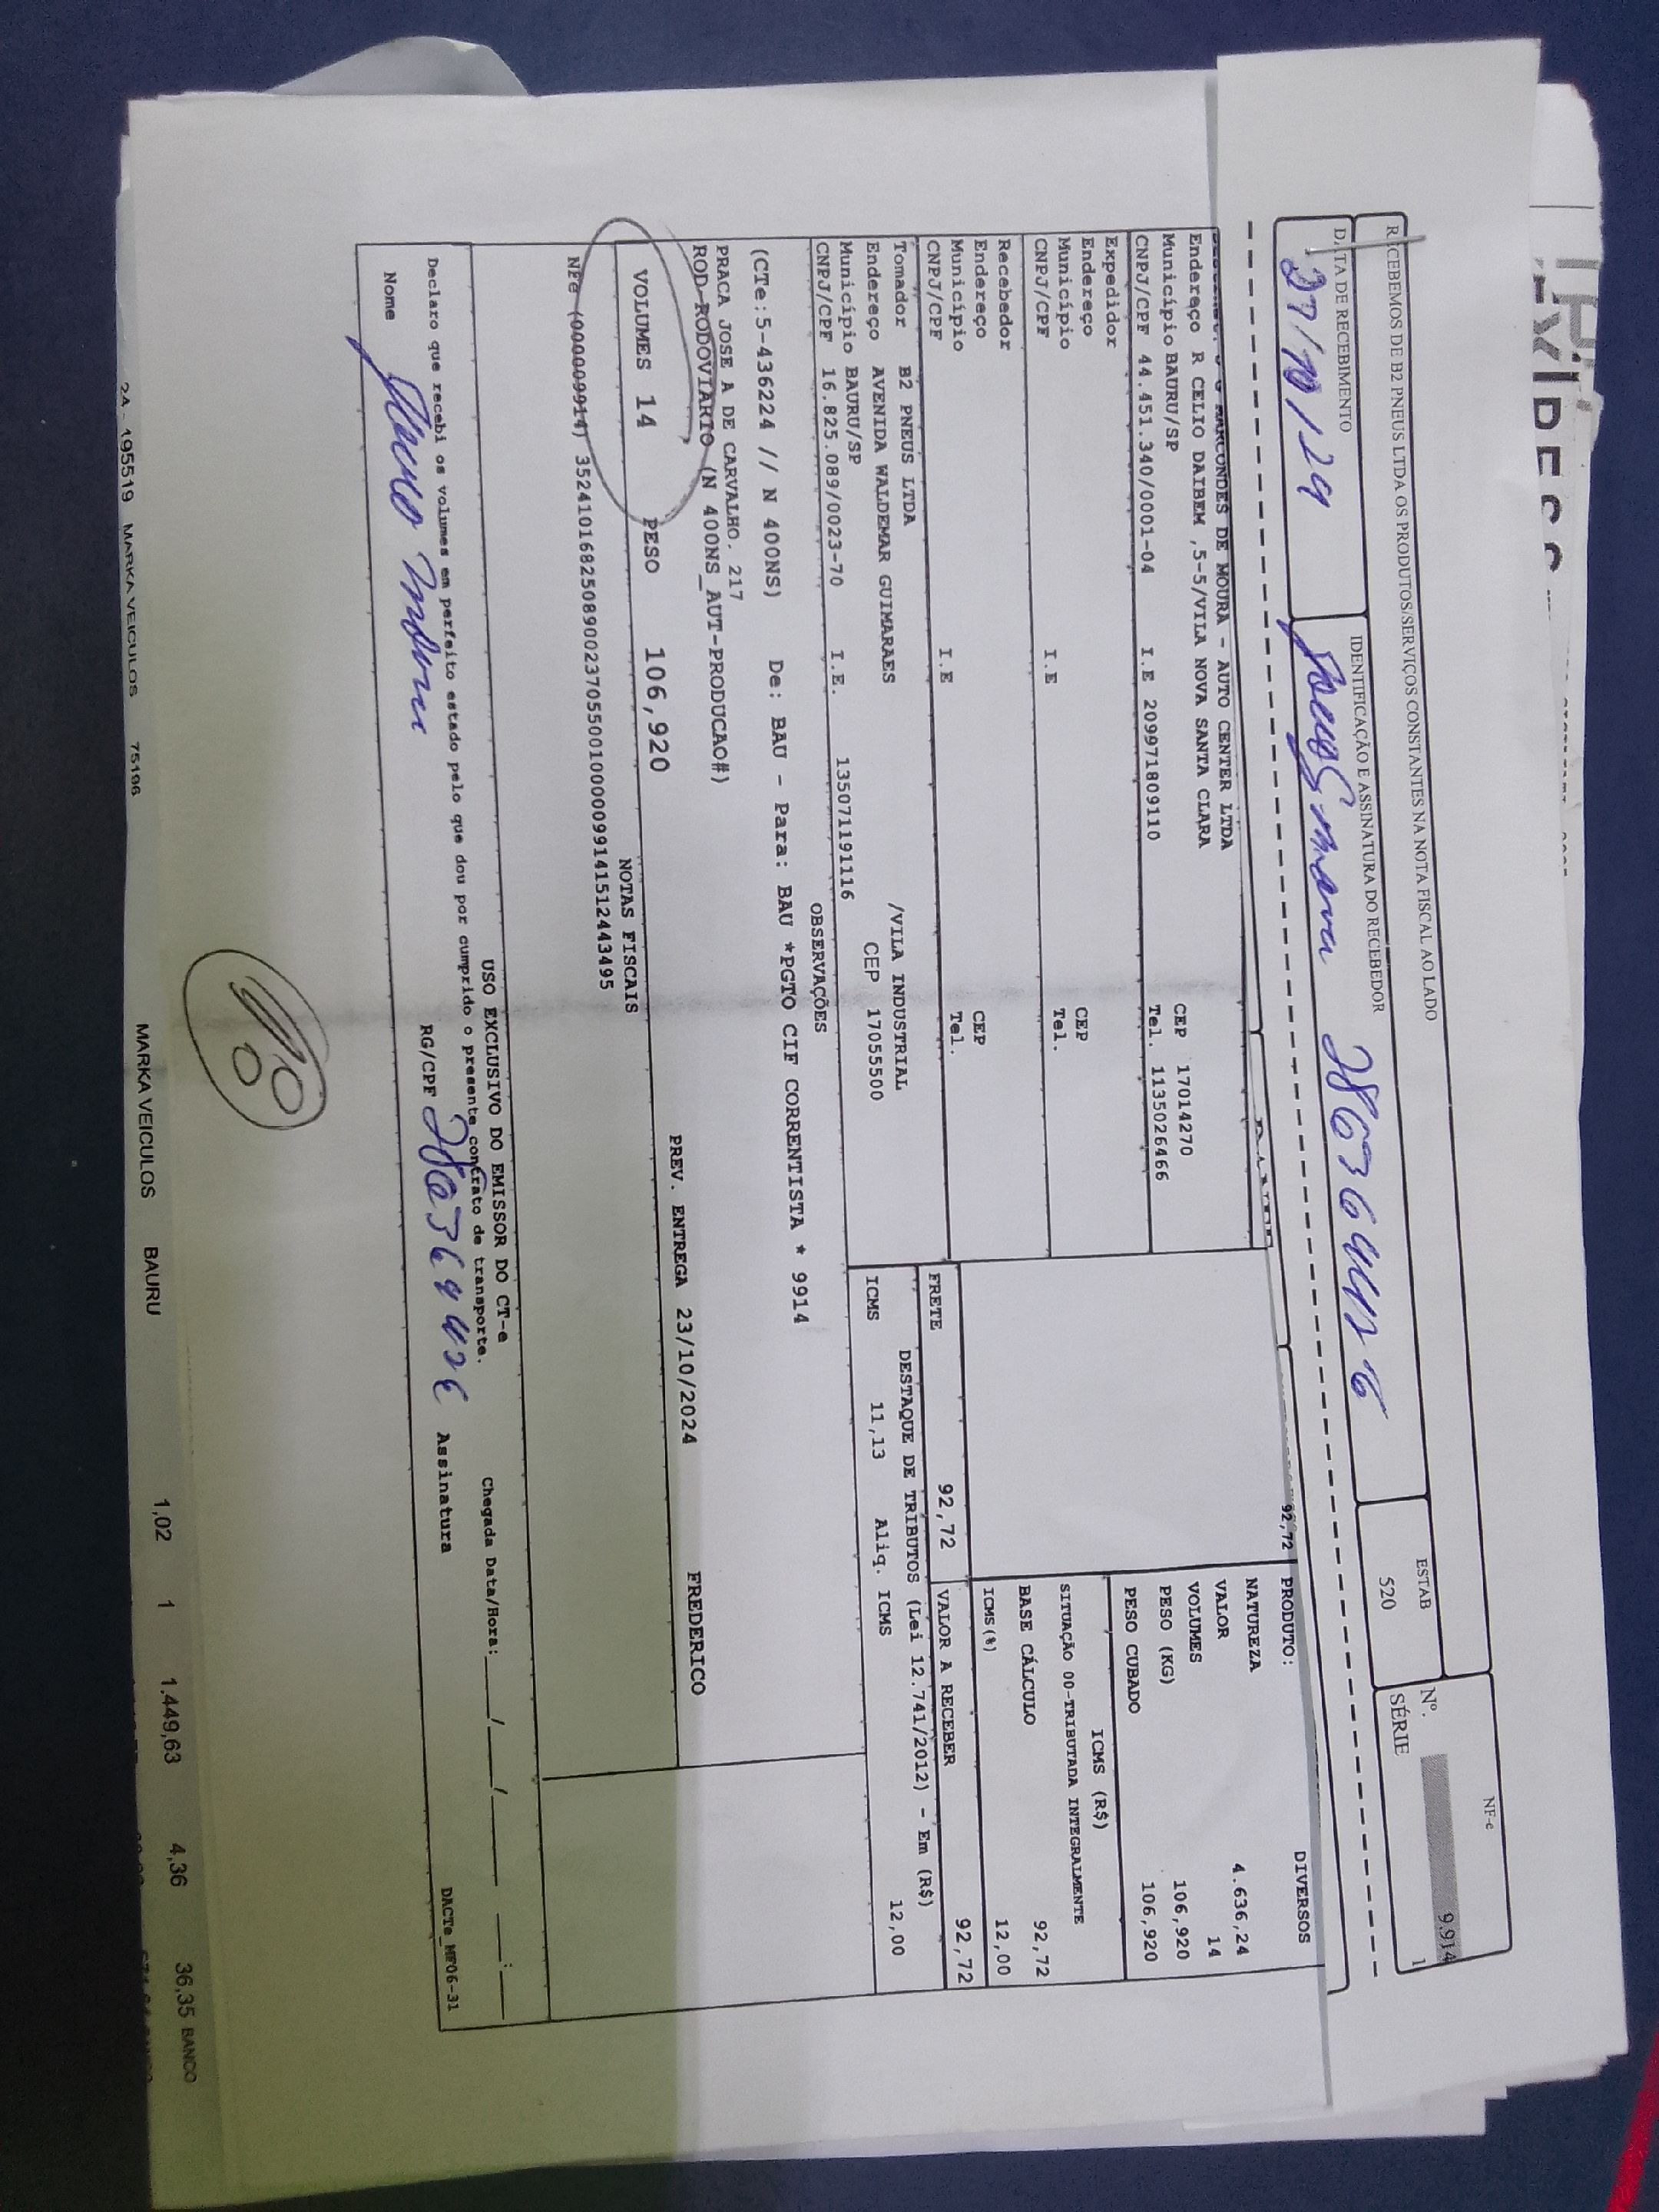 RECEBEMOS DE B2 PNEUS LTDA OS PRODUTOS/SERVIÇOS CONSTANTES NA NOTA FISCAL AO LADO
NF-e
DATA DE RECEBIMENTO
IDENTIFICAÇÃO E ASSINATURA DO RECEBEDOR
ESTAB
520
Nº. 9.914
SÉRIE 1
27/10/24
MARCONDES DE MOURA - AUTO CENTER LTDA
Endereço R CELIO DAIBEM ,5-5/VILA NOVA SANTA CLARA CEP 17014270
Município BAURU/SP Tel. 1135026466
CNPJ/CPF 44.451.340/0001-04 I.E 209971809110
Expedidor
Endereço CEP
Município Tel.
CNPJ/CPF I.E
Recebedor
Endereço CEP
Município Tel.
CNPJ/CPF I.E
92,72
PRODUTO: DIVERSOS
NATUREZA
VALOR 4.636,24
VOLUMES 14
PESO (KG) 106,920
PESO CUBADO 106,920
ICMS (R$)
SITUAÇÃO 00-TRIBUTADA INTEGRALMENTE
BASE CÁLCULO 92,72
ICMS(%) 12,00
Tomador B2 PNEUS LTDA
Endereço AVENIDA WALDEMAR GUIMARAES /VILA INDUSTRIAL
Município BAURU/SP CEP 17055500
CNPJ/CPF 16.825.089/0023-70 I.E. 135071191116
FRETE 92,72 VALOR A RECEBER 92,72
DESTAQUE DE TRIBUTOS (Lei 12.741/2012) - Em (R$)
ICMS 11,13 Aliq. ICMS 12,00
OBSERVAÇÕES
(CTe:5-436224 // N 400NS) De: BAU - Para: BAU *PGTO CIF CORRENTISTA * 9914
PRACA JOSE A DE CARVALHO, 217
ROD-RODOVIARIO (N 400NS_AUT-PRODUCAO#)
VOLUMES 14 PESO 106,920 PREV. ENTREGA 23/10/2024 FREDERICO
NOTAS FISCAIS
NFe (000009914) 35241016825089002370550010000099141512443495
USO EXCLUSIVO DO EMISSOR DO CT-e
Declaro que recebi os volumes em perfeito estado pelo que dou por cumprido o presente contrato de transporte.
Chegada Data/Hora:___/___/_____ ___:___
Nome RG/CPF Assinatura
DACTe_MF06-31
24 - 195519 MARKA VEICULOS 75196 MARKA VEICULOS BAURU 1,02 1 1.449,63 4,36 36,35 BANCO